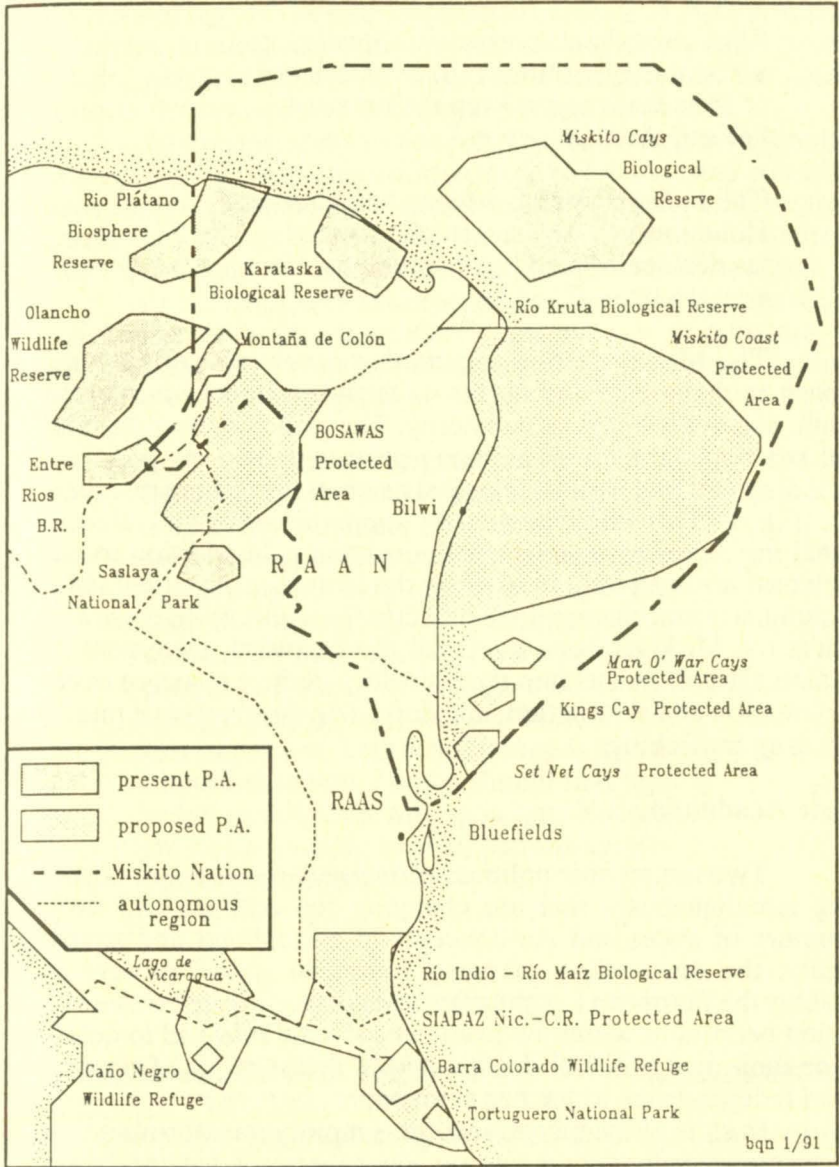 Miskito Cays
Biological
Reserve
Rio Plátano
Biosphere
Reserve
Karataska
Biological Reserve
Río Kruta Biological Reserve
Olancho
Wildlife
Reserve
Montaña de Colón
Miskito Coast
Protected
Area
BOSAWAS
Protected
Area
Entre
Rios
B.R.
Bilwi
Saslaya
National Park
R A A N
Man O' War Cays
Protected Area
Kings Cay Protected Area
Set Net Cays Protected Area
RAAS
Bluefields
present P.A.
proposed P.A.
Miskito Nation
autonomous
region
Lago de
Nicaragua
Río Indio - Río Maíz Biological Reserve
SIAPAZ Nic.-C.R. Protected Area
Barra Colorado Wildlife Refuge
Caño Negro
Wildlife Refuge
Tortuguero National Park
bqn 1/91